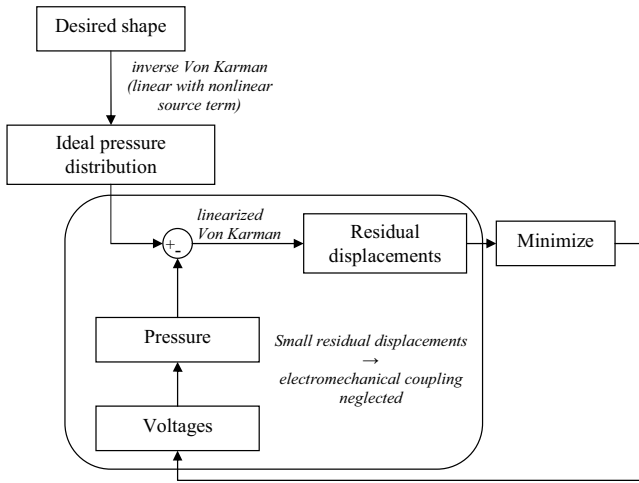 Desired shape
inverse Von Karman
(linear with nonlinear
source term)
Ideal pressure
distribution
linearized
Von Karman
+
-
Residual
displacements
Minimize
Pressure
Small residual displacements
→
electromechanical coupling
neglected
Voltages